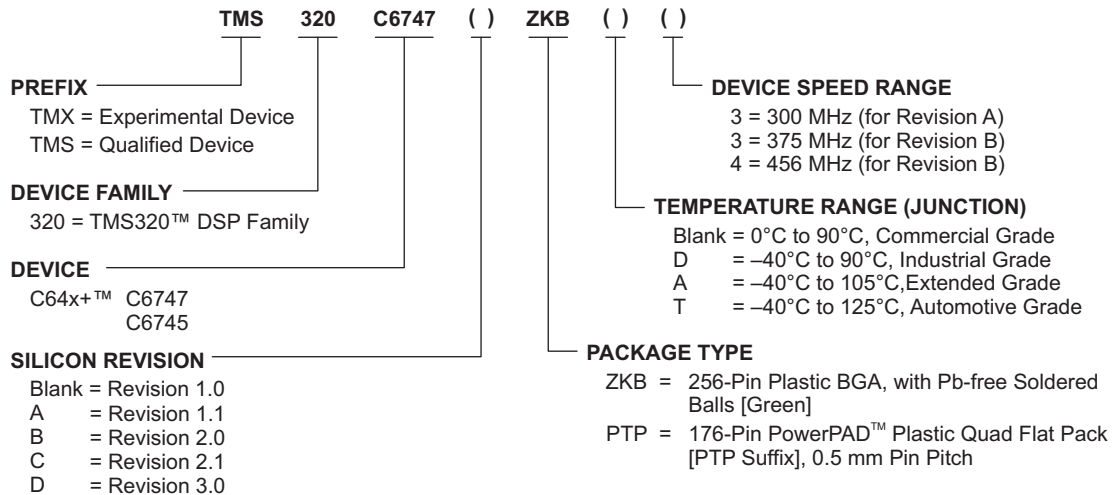 TMS 320 C6747 ( ) ZKB ( ) ( )
PREFIX
TMX = Experimental Device
TMS = Qualified Device
DEVICE FAMILY
320 = TMS320™ DSP Family
DEVICE
C64x+™ C6747
C6745
SILICON REVISION
Blank = Revision 1.0
A = Revision 1.1
B = Revision 2.0
C = Revision 2.1
D = Revision 3.0
DEVICE SPEED RANGE
3 = 300 MHz (for Revision A)
3 = 375 MHz (for Revision B)
4 = 456 MHz (for Revision B)
TEMPERATURE RANGE (JUNCTION)
Blank = 0°C to 90°C, Commercial Grade
D = –40°C to 90°C, Industrial Grade
A = –40°C to 105°C,Extended Grade
T = –40°C to 125°C, Automotive Grade
PACKAGE TYPE
ZKB = 256-Pin Plastic BGA, with Pb-free Soldered
Balls [Green]
PTP = 176-Pin PowerPAD™ Plastic Quad Flat Pack
[PTP Suffix], 0.5 mm Pin Pitch